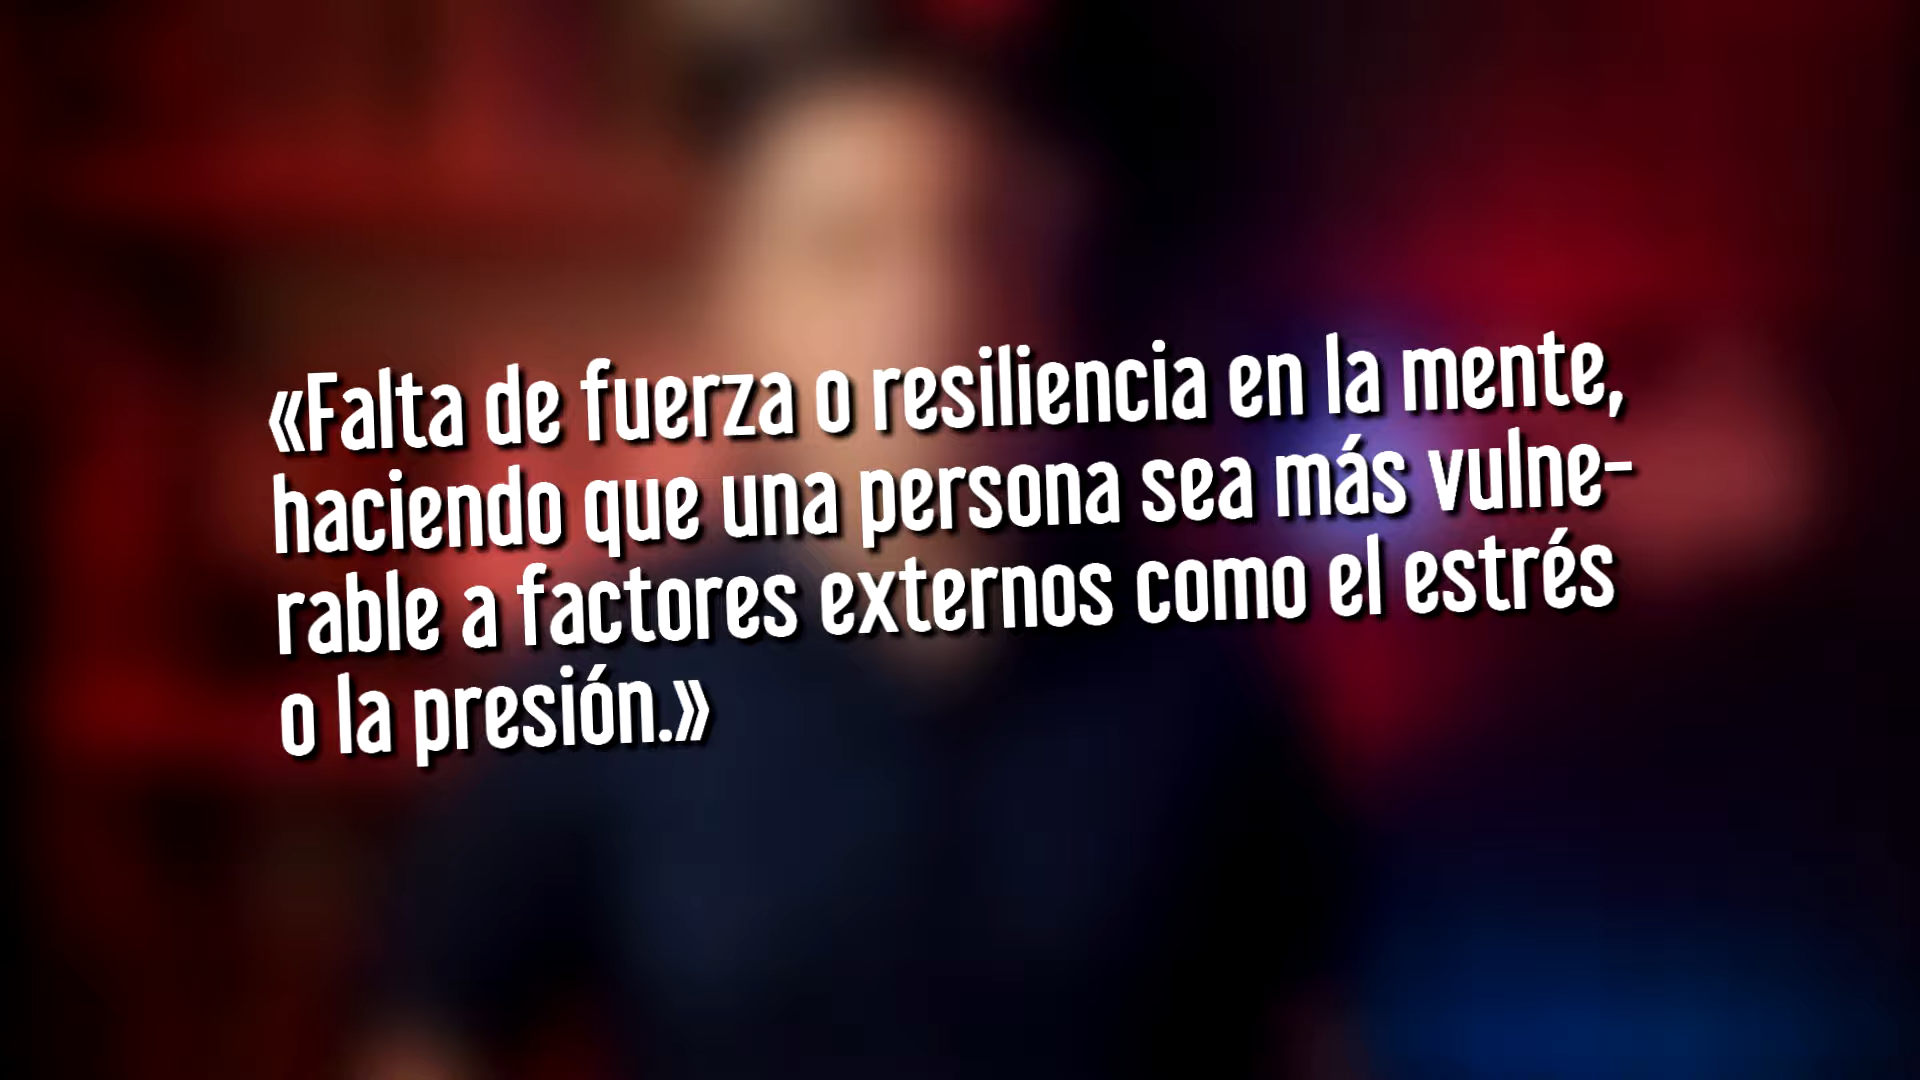 «Falta de fuerza o resiliencia en la mente,
haciendo que una persona sea más vulne-
rable a factores externos como el estrés
o la presión.»